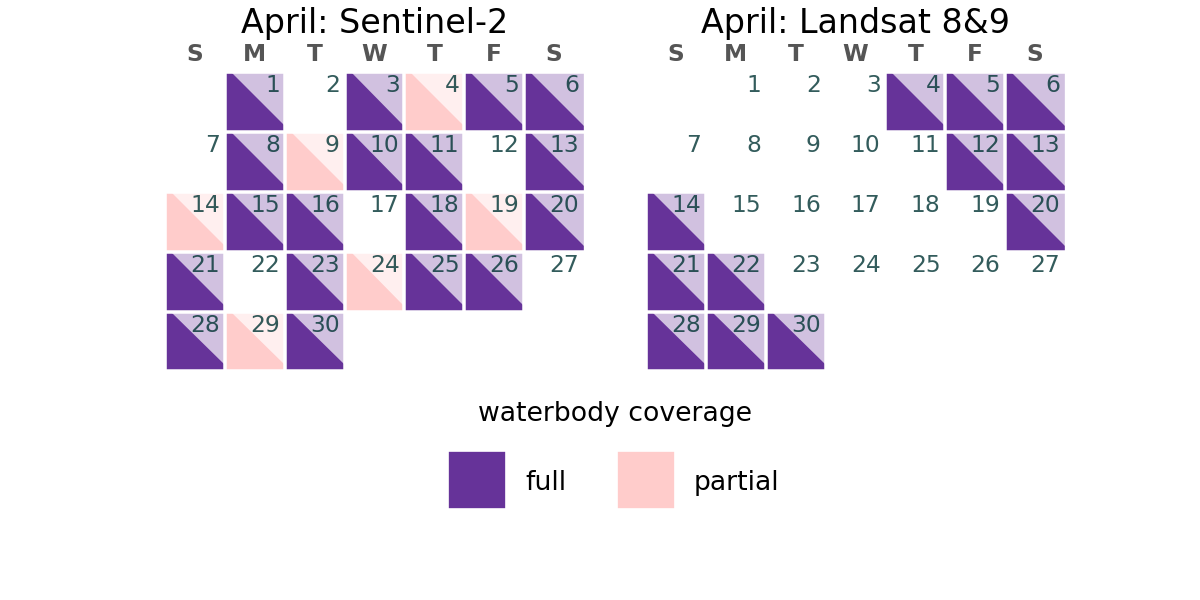 April: Sentinel-2
S M T W T F S
1 2 3 4 5 6
7 8 9 10 11 12 13
14 15 16 17 18 19 20
21 22 23 24 25 26 27
28 29 30
April: Landsat 8&9
S M T W T F S
1 2 3 4 5 6
7 8 9 10 11 12 13
14 15 16 17 18 19 20
21 22 23 24 25 26 27
28 29 30
waterbody coverage
full partial